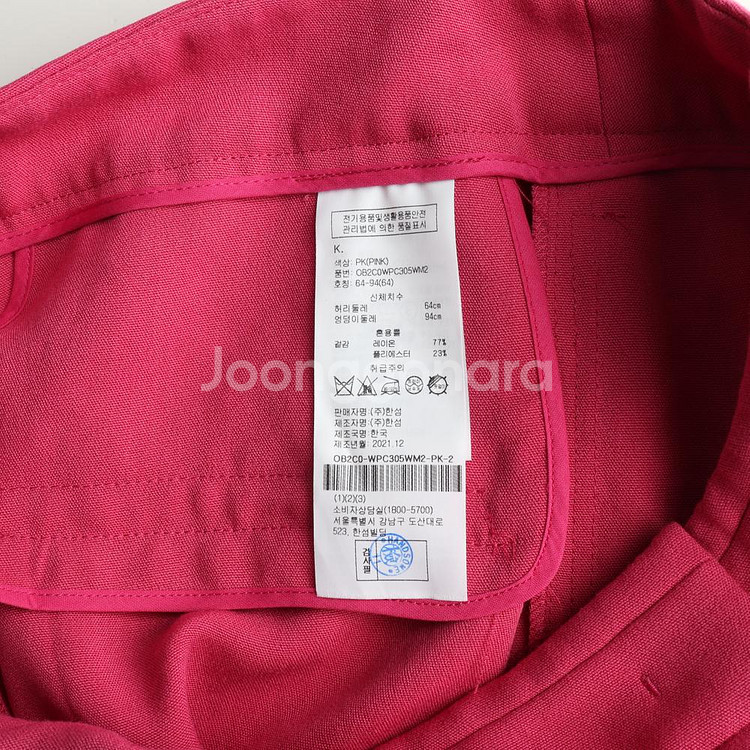 전기용품및생활용품안전
관리법에 의한 품질표시
K.
색상: PK(PINK)
품번: OB2C0WPC305WM2
호칭: 64-94(64)
신체치수
허리둘레 64cm
엉덩이둘레 94cm
혼용률
겉감 레이온 77%
폴리에스터 23%
취급주의
판매자명:(주)한섬
제조자명:(주)한섬
제조국명:한국
제조년월:2021.12
OB2C0-WPC305WM2-PK-2
(1)(2)(3)
소비자상담실(1800-5700)
서울특별시 강남구 도산대로
523, 한섬빌딩
검사필
HANDSOME